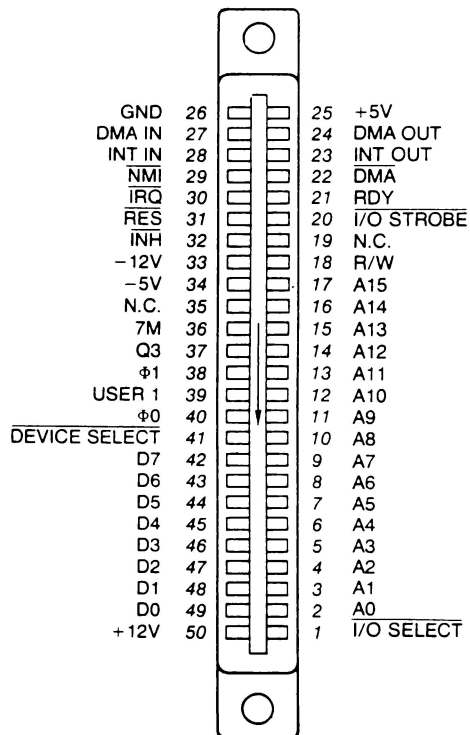 GND 26 25 +5V
DMA IN 27 24 DMA OUT
INT IN 28 23 INT OUT
NMI 29 22 DMA
IRQ 30 21 RDY
RES 31 20 I/O STROBE
INH 32 19 N.C.
−12V 33 18 R/W
−5V 34 17 A15
N.C. 35 16 A14
7M 36 15 A13
Q3 37 14 A12
Φ1 38 13 A11
USER 1 39 12 A10
Φ0 40 11 A9
DEVICE SELECT 41 10 A8
D7 42 9 A7
D6 43 8 A6
D5 44 7 A5
D4 45 6 A4
D3 46 5 A3
D2 47 4 A2
D1 48 3 A1
D0 49 2 A0
+12V 50 1 I/O SELECT